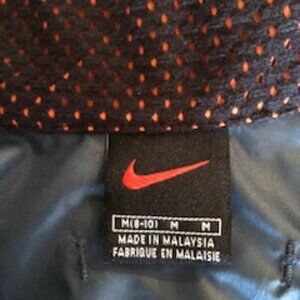 M(8-10) M M
MADE IN MALAYSIA
FABRIQUE EN MALAISIE